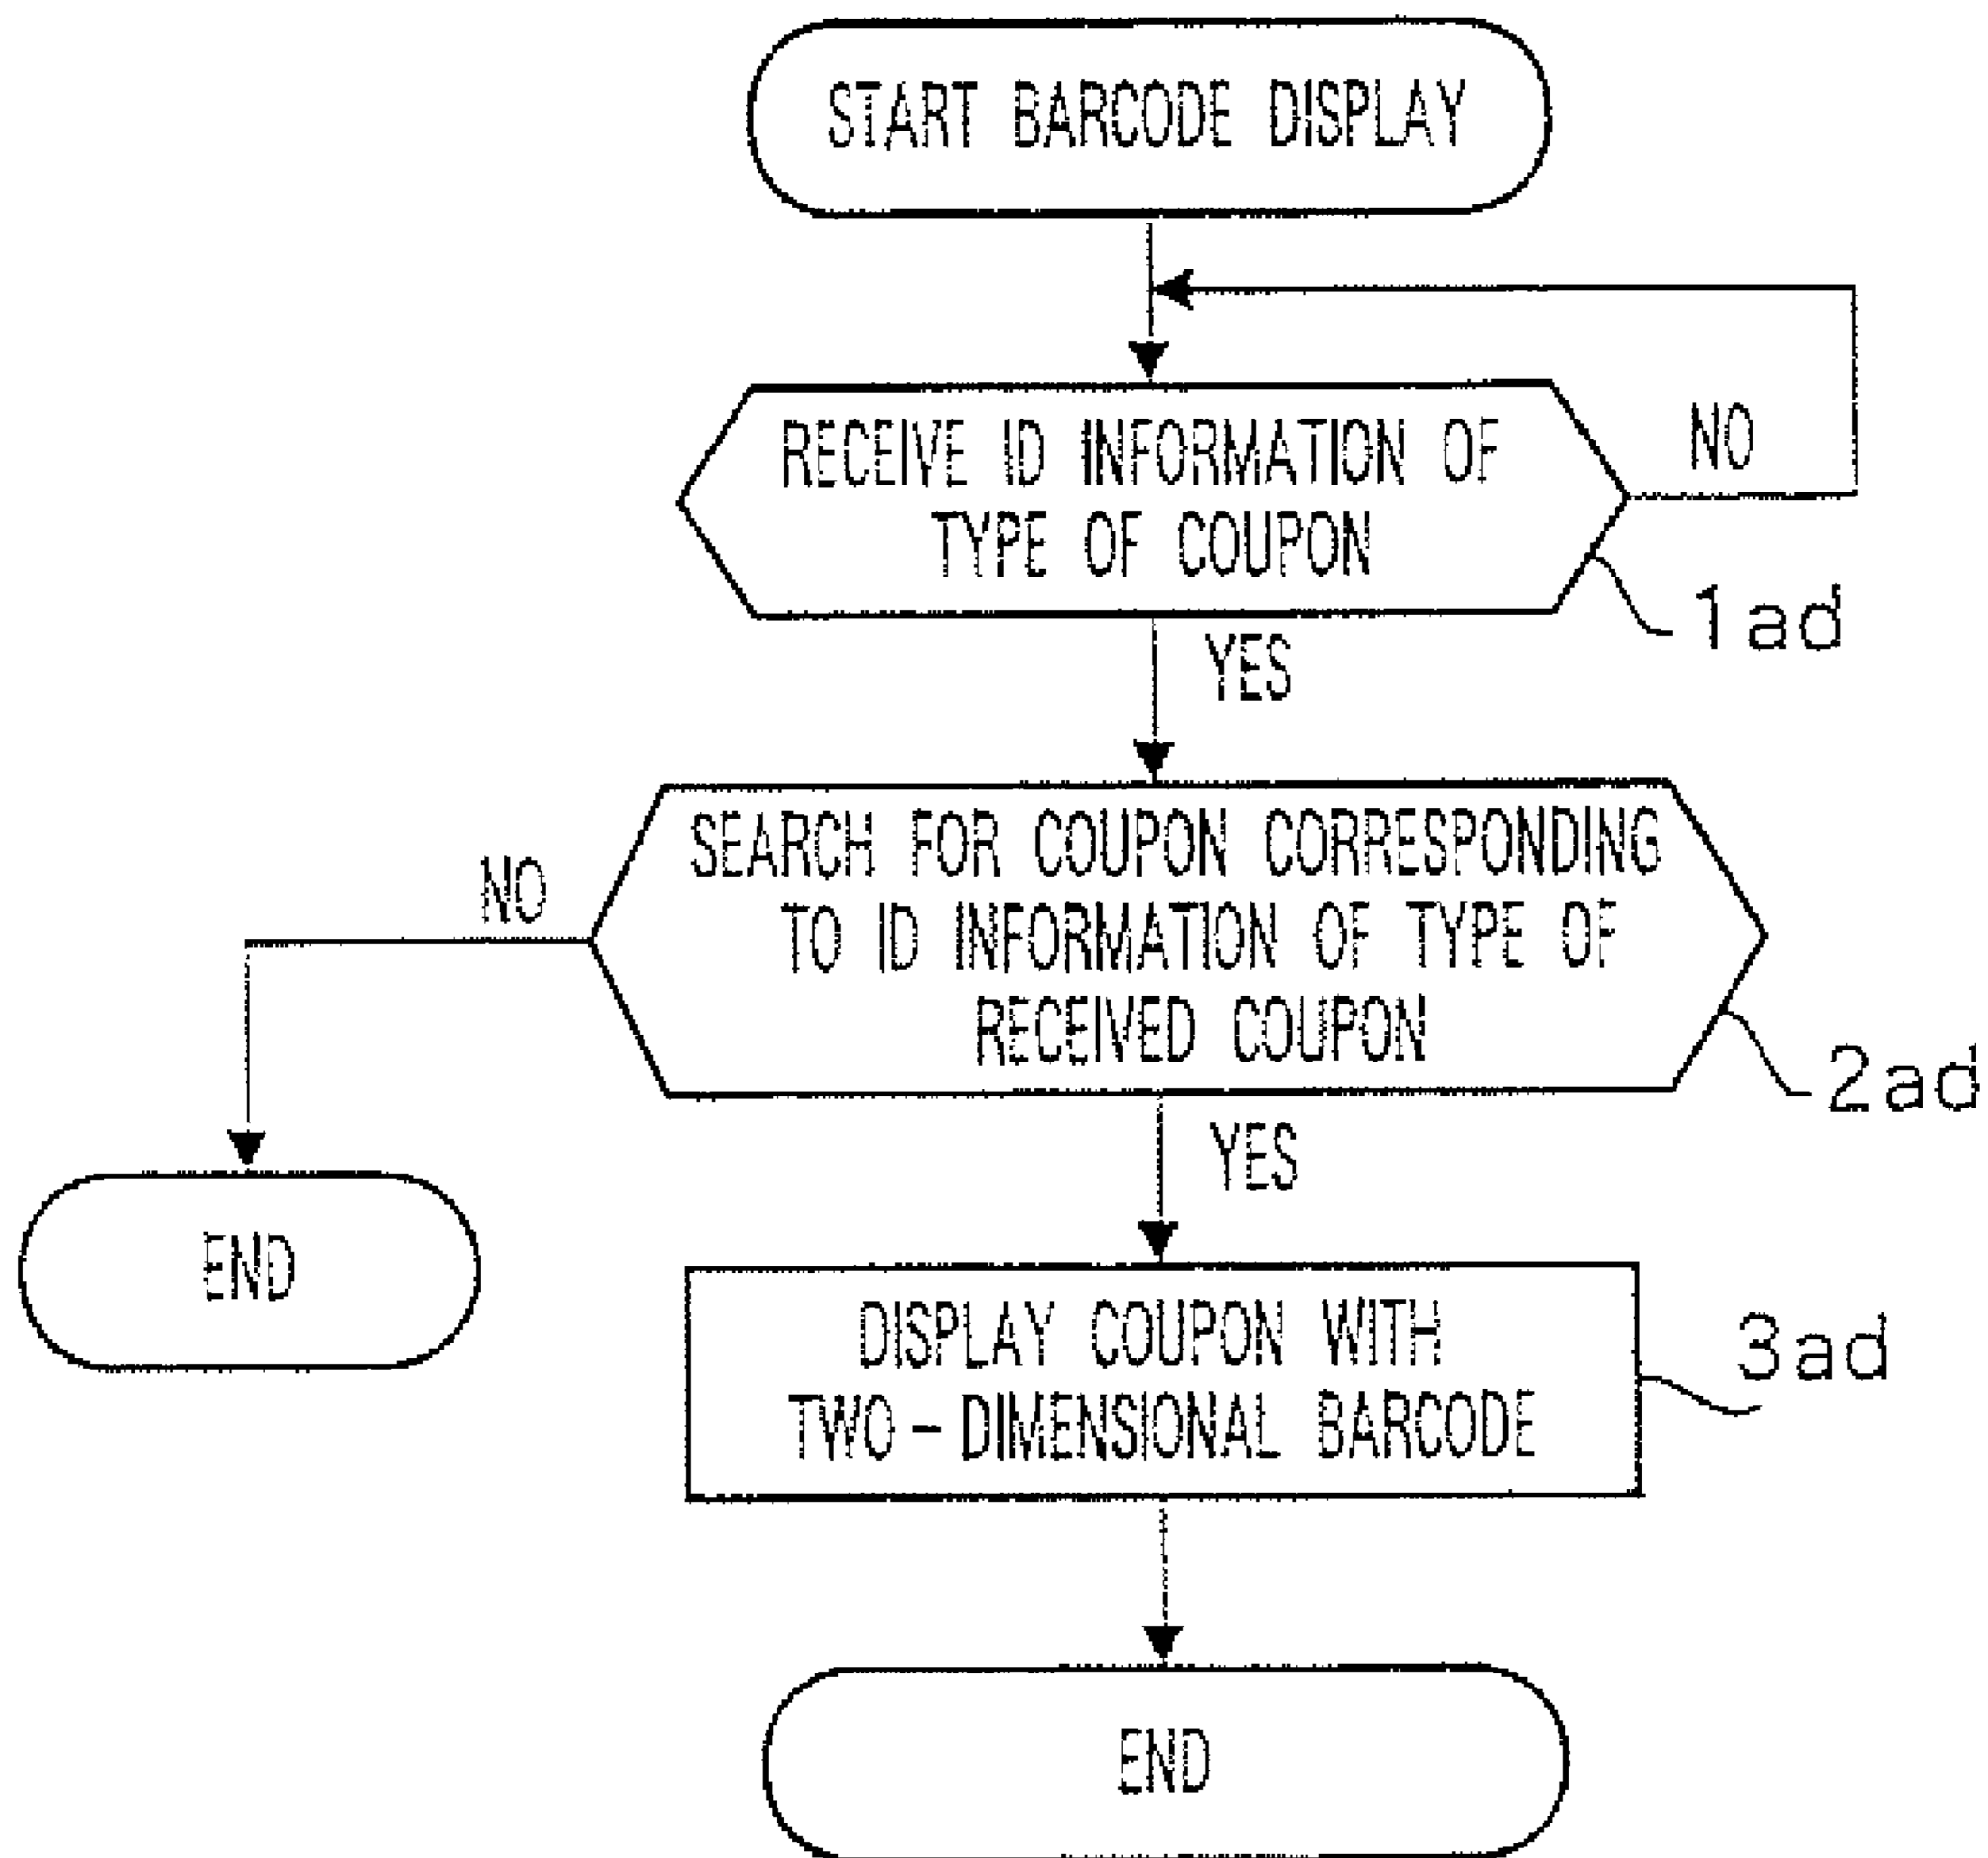 START BARCODE DISPLAY
RECEIVE ID INFORMATION OF
TYPE OF COUPON
NO
1ad
YES
SEARCH FOR COUPON CORRESPONDING
TO ID INFORMATION OF TYPE OF
RECEIVED COUPON
NO
2ad
YES
END
DISPLAY COUPON WITH
TWO-DIMENSIONAL BARCODE
3ad
END